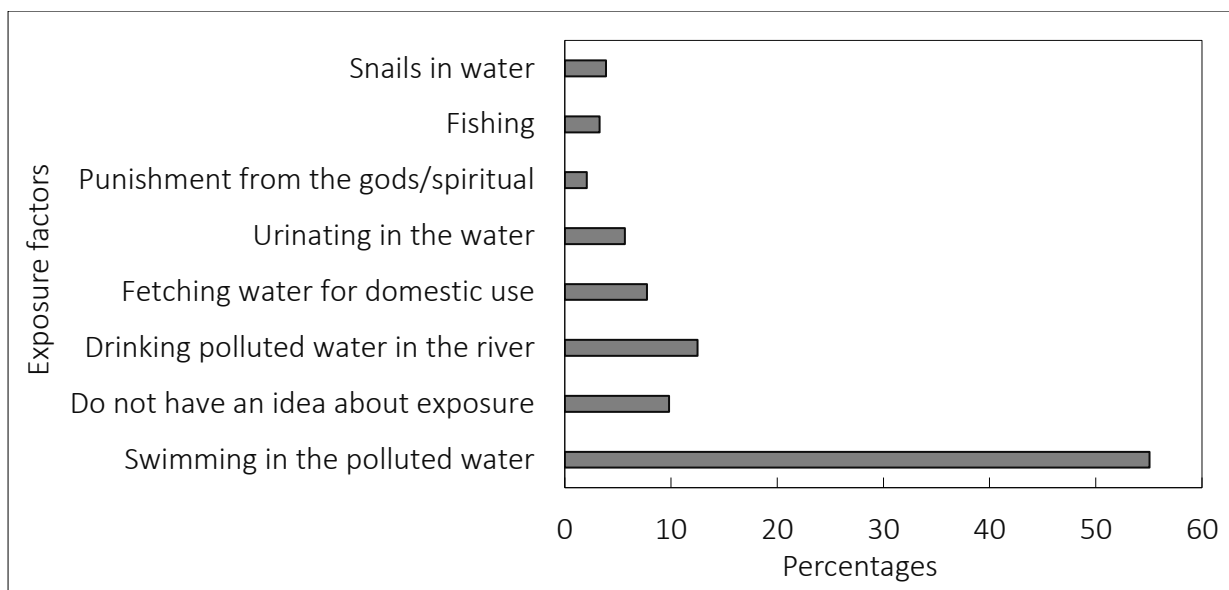 Exposure factors
Snails in water
Fishing
Punishment from the gods/spiritual
Urinating in the water
Fetching water for domestic use
Drinking polluted water in the river
Do not have an idea about exposure
Swimming in the polluted water
0 10 20 30 40 50 60
Percentages